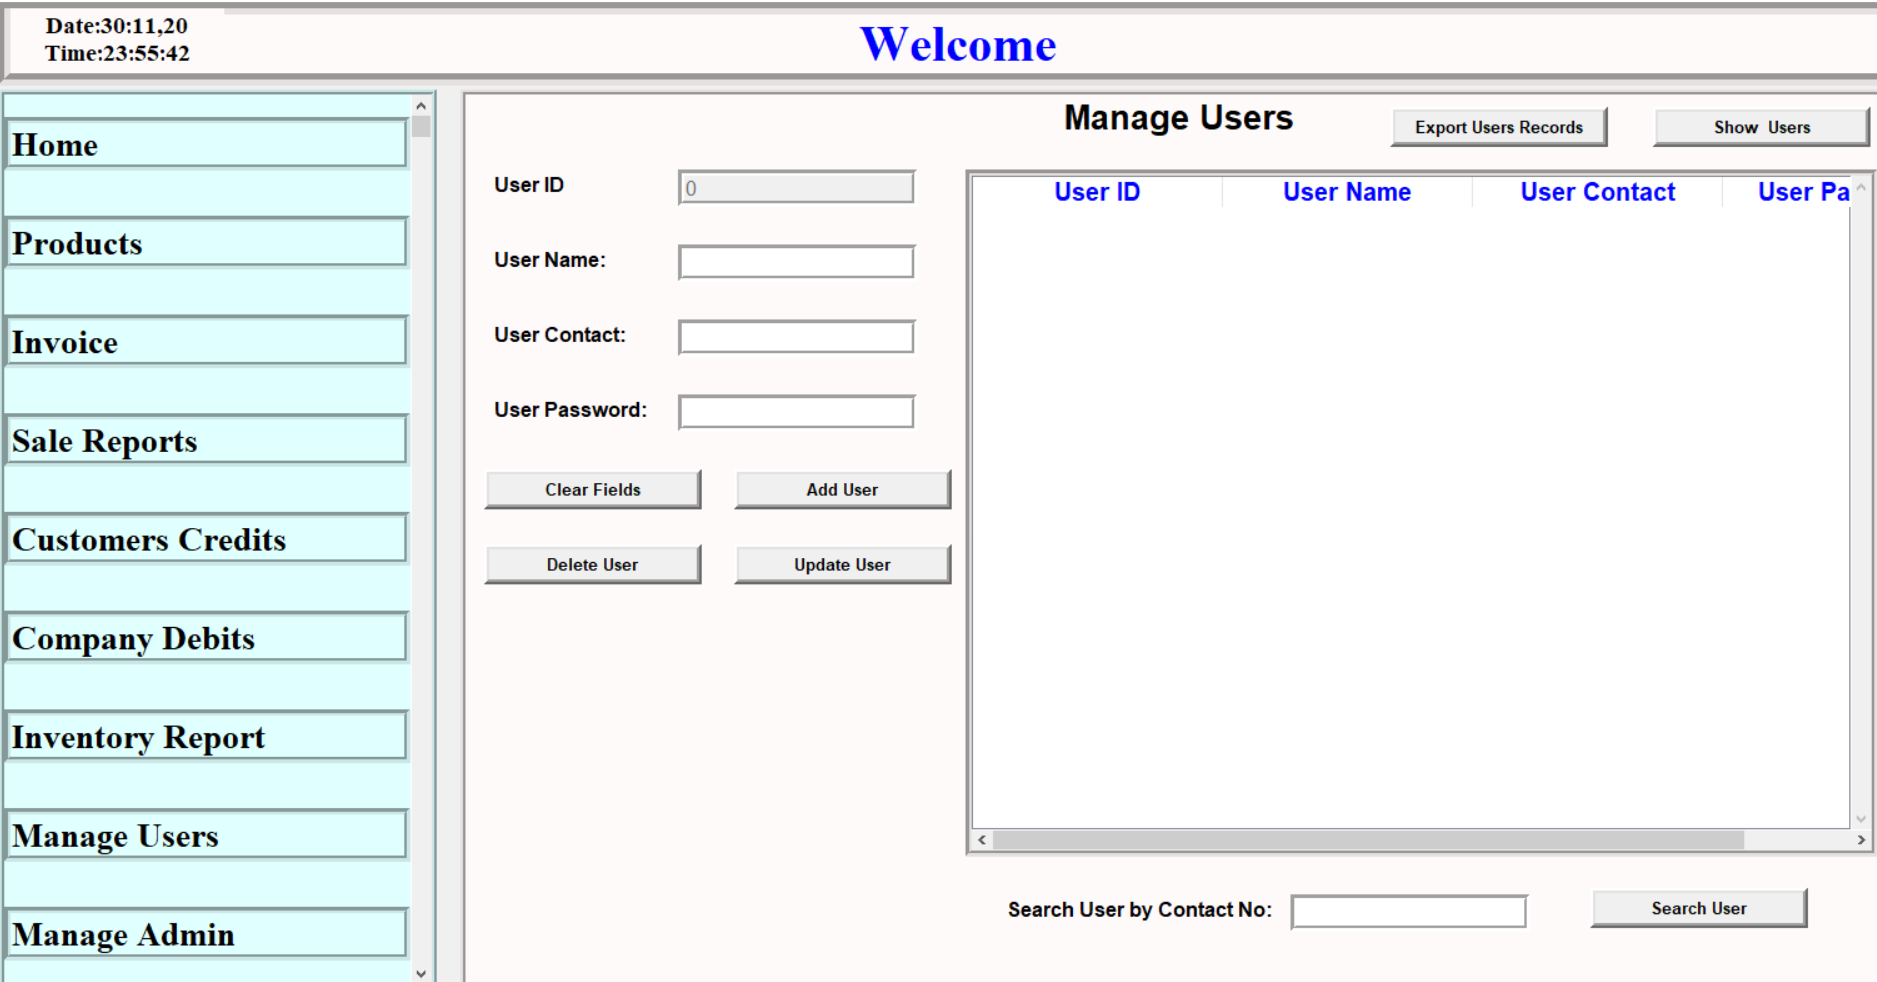 Date:30:11,20
Time:23:55:42
Welcome
Home
Products
Invoice
Sale Reports
Customers Credits
Company Debits
Inventory Report
Manage Users
Manage Admin
Manage Users
Export Users Records
Show  Users
User ID
0
User Name:
User Contact:
User Password:
Clear Fields
Add User
Delete User
Update User
User ID User Name User Contact User Pa
Search User by Contact No:
Search User